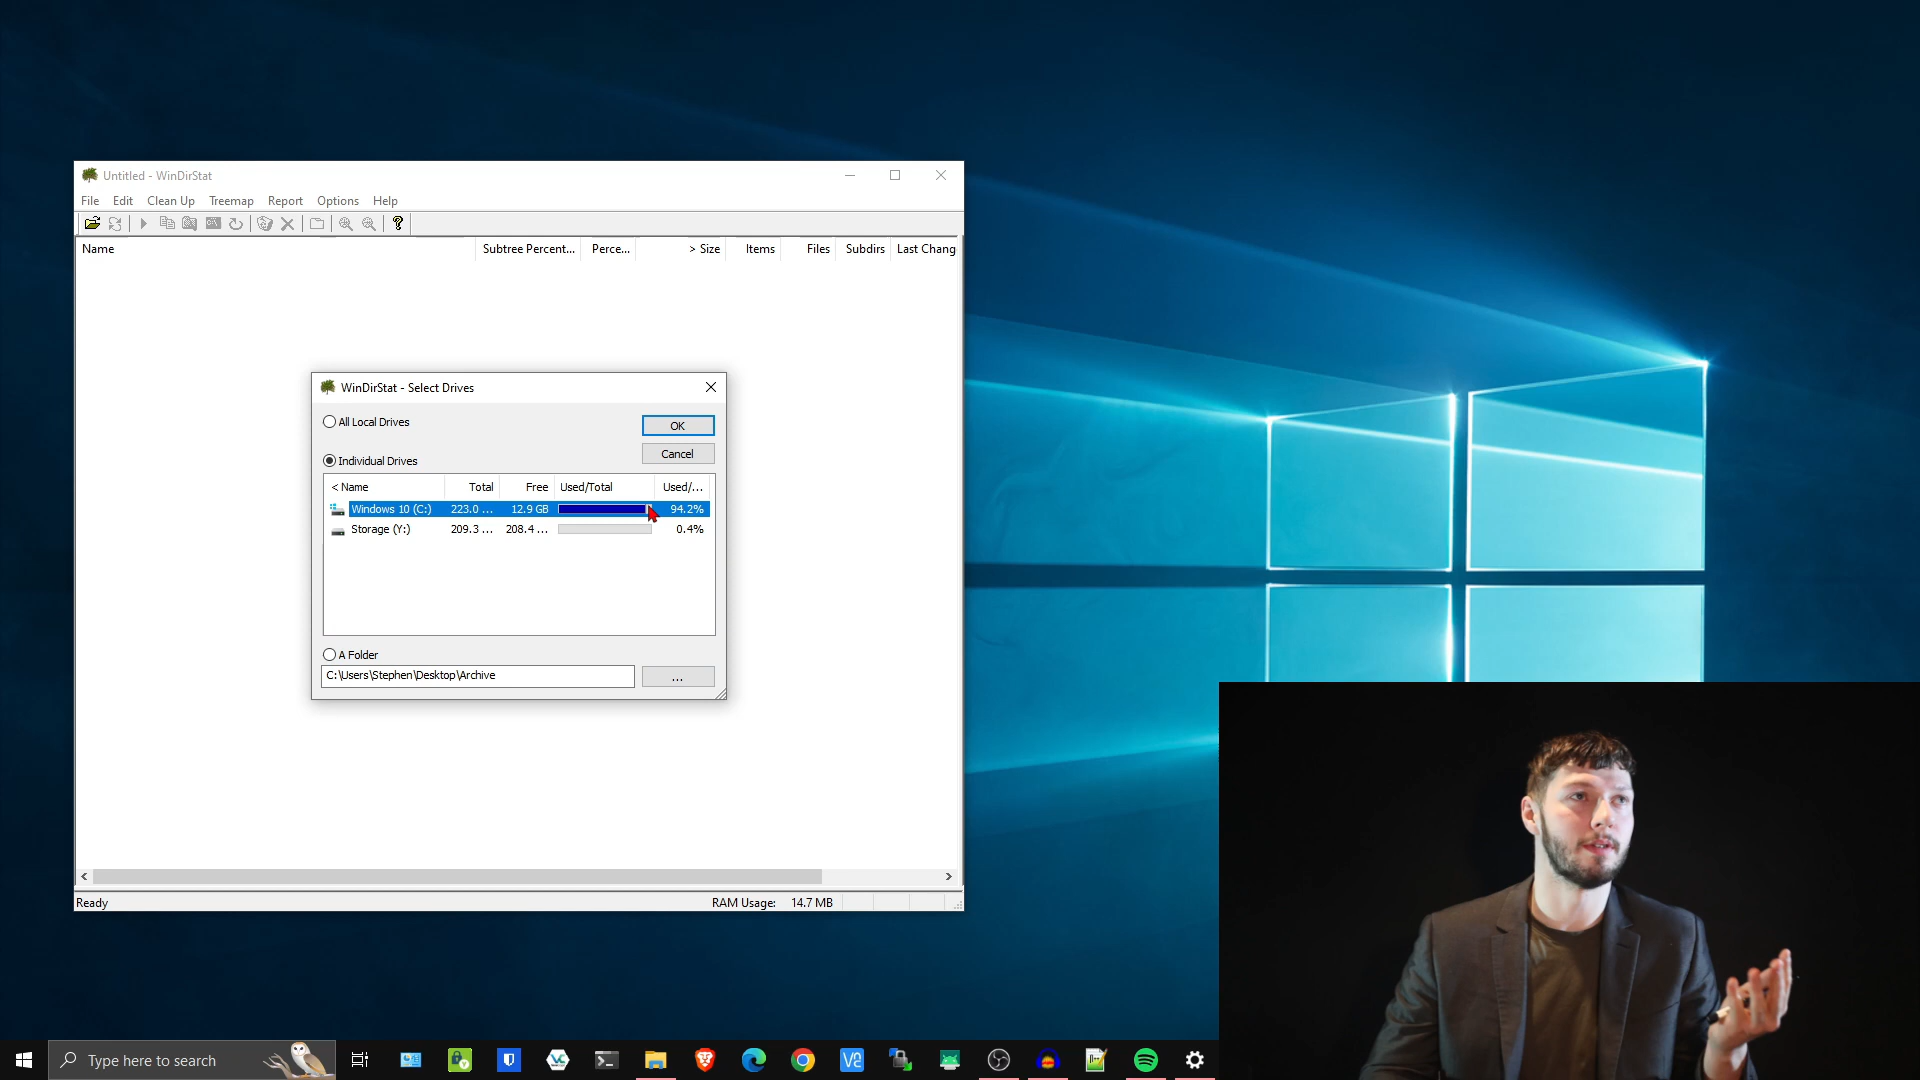 Untitled - WinDirStat
File Edit Clean Up Treemap Report Options Help
Name Subtree Percent... Perce... > Size Items Files Subdirs Last Chang
WinDirStat - Select Drives
All Local Drives
OK
Cancel
Individual Drives
< Name Total Free Used/Total Used/...
Windows 10 (C:) 223.0 ... 12.9 GB 94.2%
Storage (Y:) 209.3 ... 208.4 ... 0.4%
A Folder
C:\Users\Stephen\Desktop\Archive
...
Ready RAM Usage: 14.7 MB
Type here to search